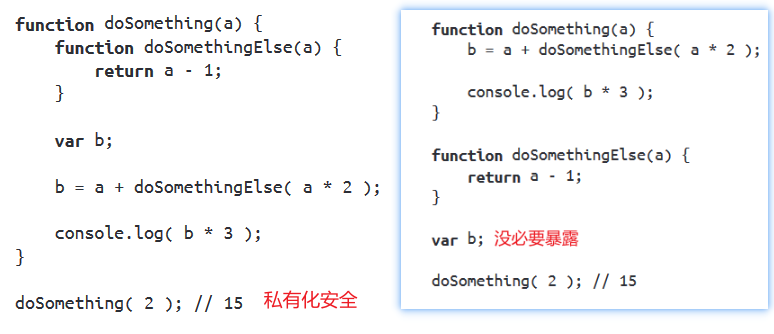 function doSomething(a) {
    function doSomethingElse(a) {
        return a - 1;
    }

    var b;

    b = a + doSomethingElse( a * 2 );

    console.log( b * 3 );
}

doSomething( 2 ); // 15  私有化安全

function doSomething(a) {
    b = a + doSomethingElse( a * 2 );

    console.log( b * 3 );
}

function doSomethingElse(a) {
    return a - 1;
}

var b; 没必要暴露

doSomething( 2 ); // 15